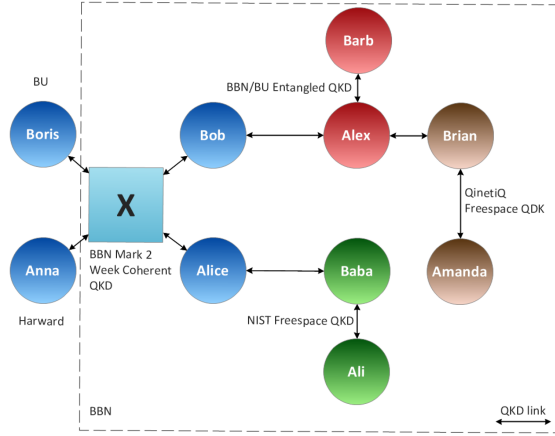 Barb
BU
BBN/BU Entangled QKD
Boris
Bob
Alex
Brian
X
QinetiQ
Freespace QDK
BBN Mark 2
Week Coherent
QKD
Anna
Alice
Baba
Amanda
Harward
NIST Freespace QKD
Ali
BBN
QKD link